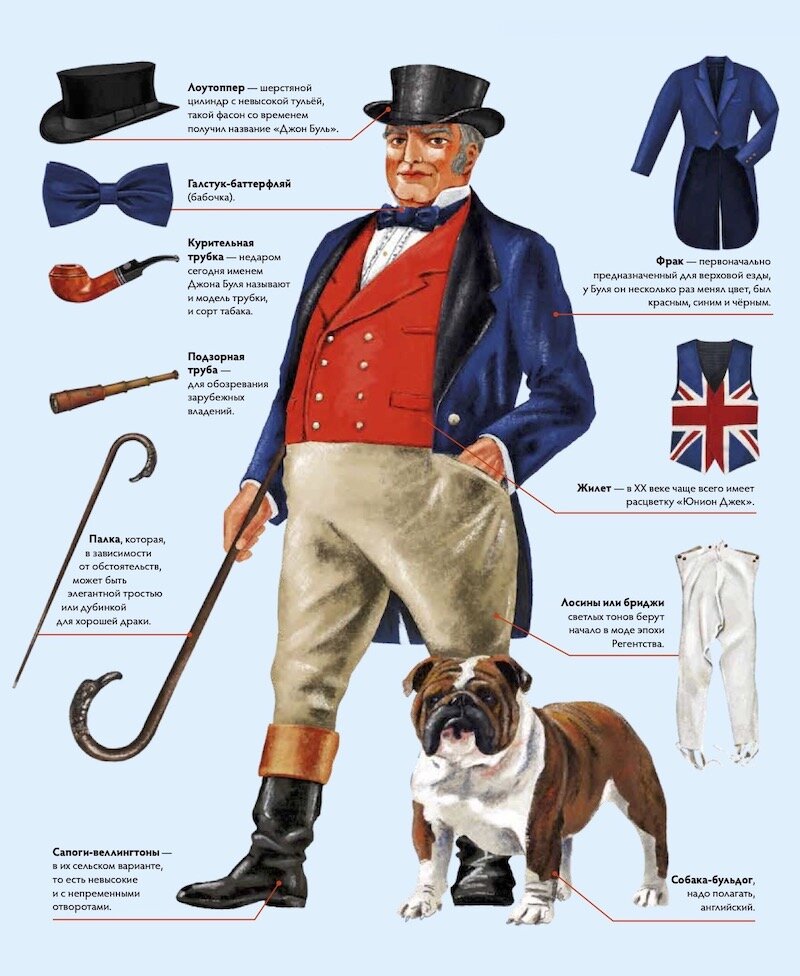 Лоутоппер — шерстяной
цилиндр с невысокой тульёй,
такой фасон со временем
получил название «Джон Буль».
Галстук-баттерфляй
(бабочка).
Курительная
трубка — недаром
сегодня именем
Джона Буля называют
и модель трубки,
и сорт табака.
Фрак — первоначально
предназначенный для верховой езды,
у Буля он несколько раз менял цвет, был
красным, синим и чёрным.
Подзорная
труба —
для обозрения
зарубежных
владений.
Жилет — в XX веке чаще всего имеет
расцветку «Юнион Джек».
Палка, которая,
в зависимости
от обстоятельств,
может быть
элегантной тростью
или дубинкой
для хорошей драки.
Лосины или бриджи
светлых тонов берут
начало в моде эпохи
Регентства.
Сапоги-веллингтоны —
в их сельском варианте,
то есть невысокие
и с непременными
отворотами.
Собака-бульдог,
надо полагать,
английский.